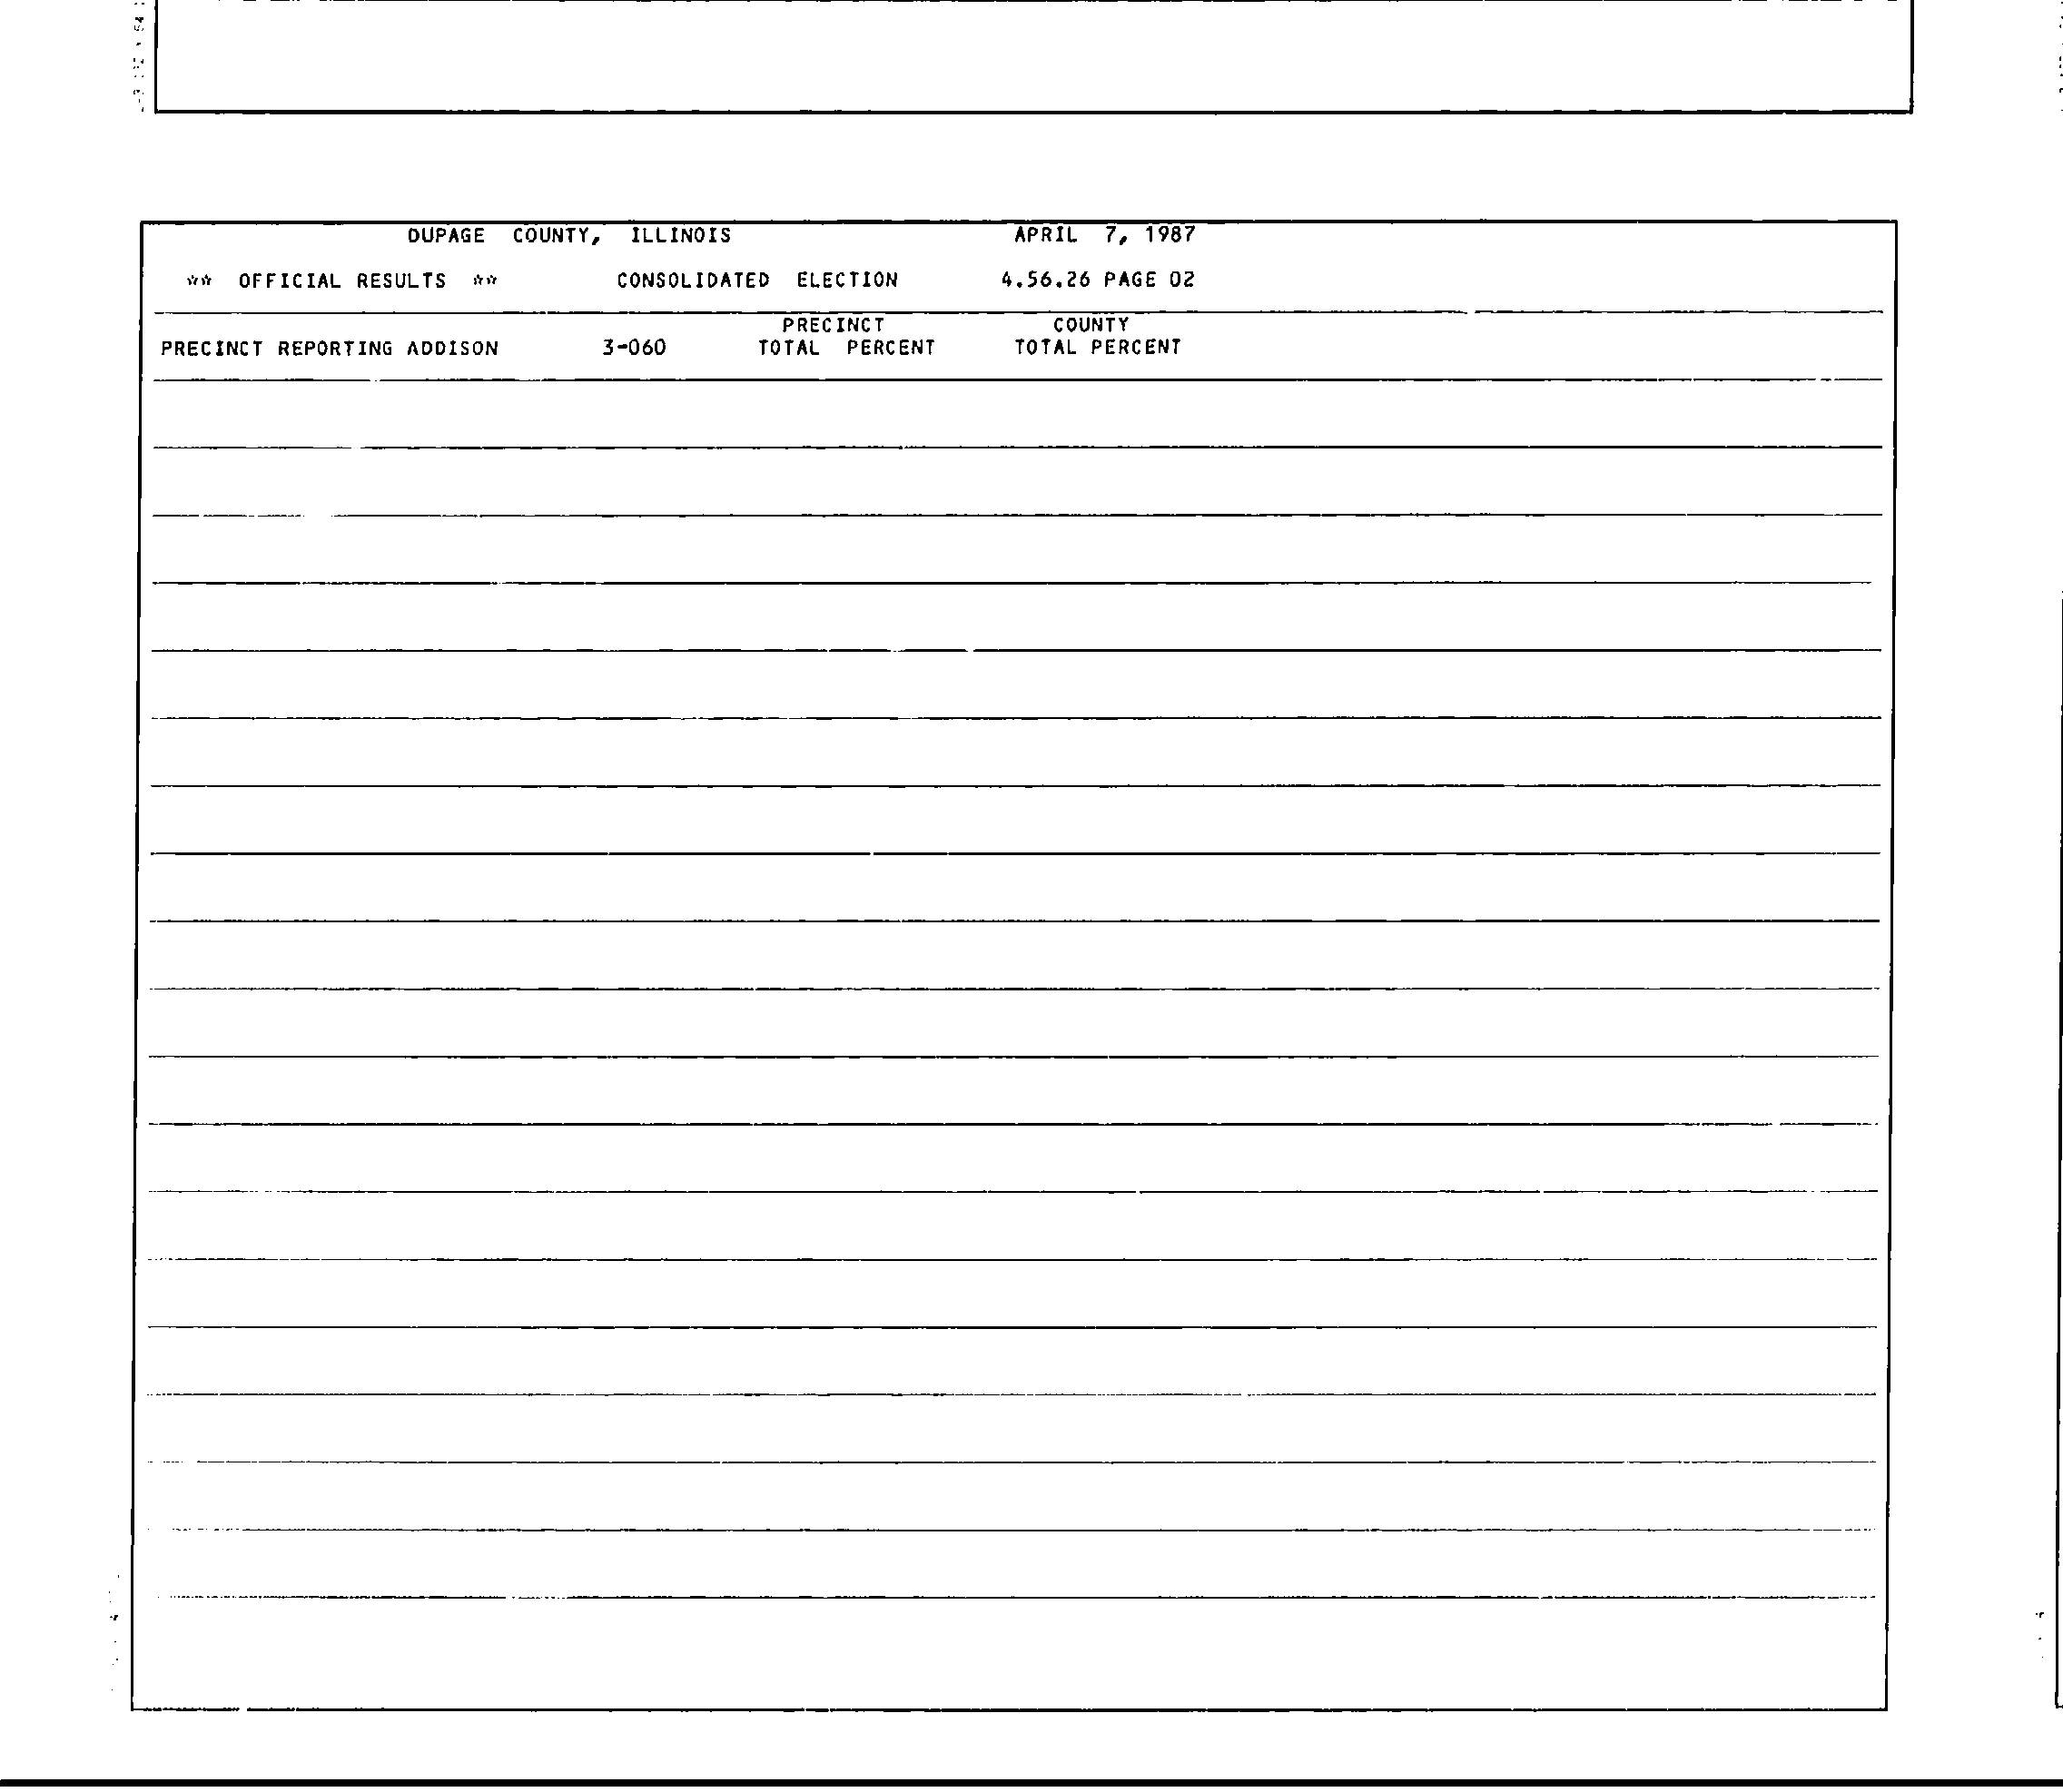 DUPAGE COUNTY, ILLINOIS APRIL 7, 1987
** OFFICIAL RESULTS ** CONSOLIDATED ELECTION 4.56.26 PAGE 02
PRECINCT COUNTY
PRECINCT REPORTING ADDISON 3-060 TOTAL PERCENT TOTAL PERCENT